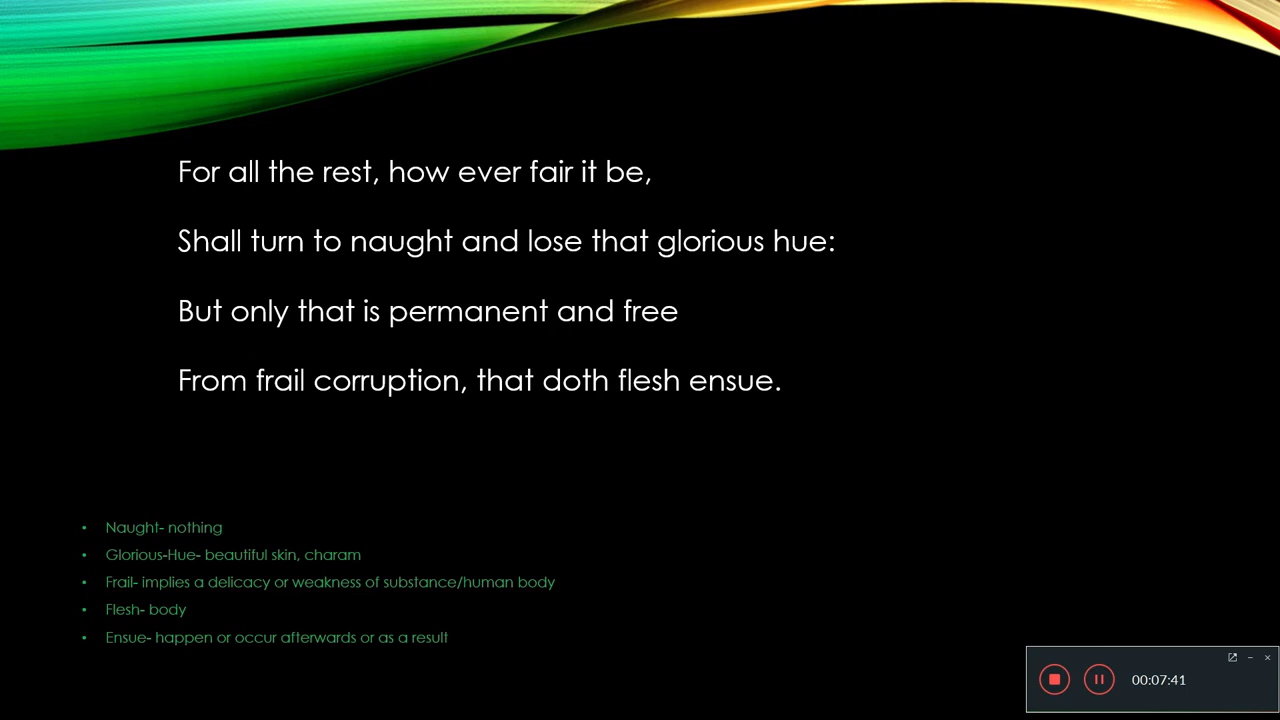 For all the rest, how ever fair it be,
Shall turn to naught and lose that glorious hue:
But only that is permanent and free
From frail corruption, that doth flesh ensue.
• Naught- nothing
• Glorious-Hue- beautiful skin, charam
• Frail- implies a delicacy or weakness of substance/human body
• Flesh- body
• Ensue- happen or occur afterwards or as a result
00:07:41